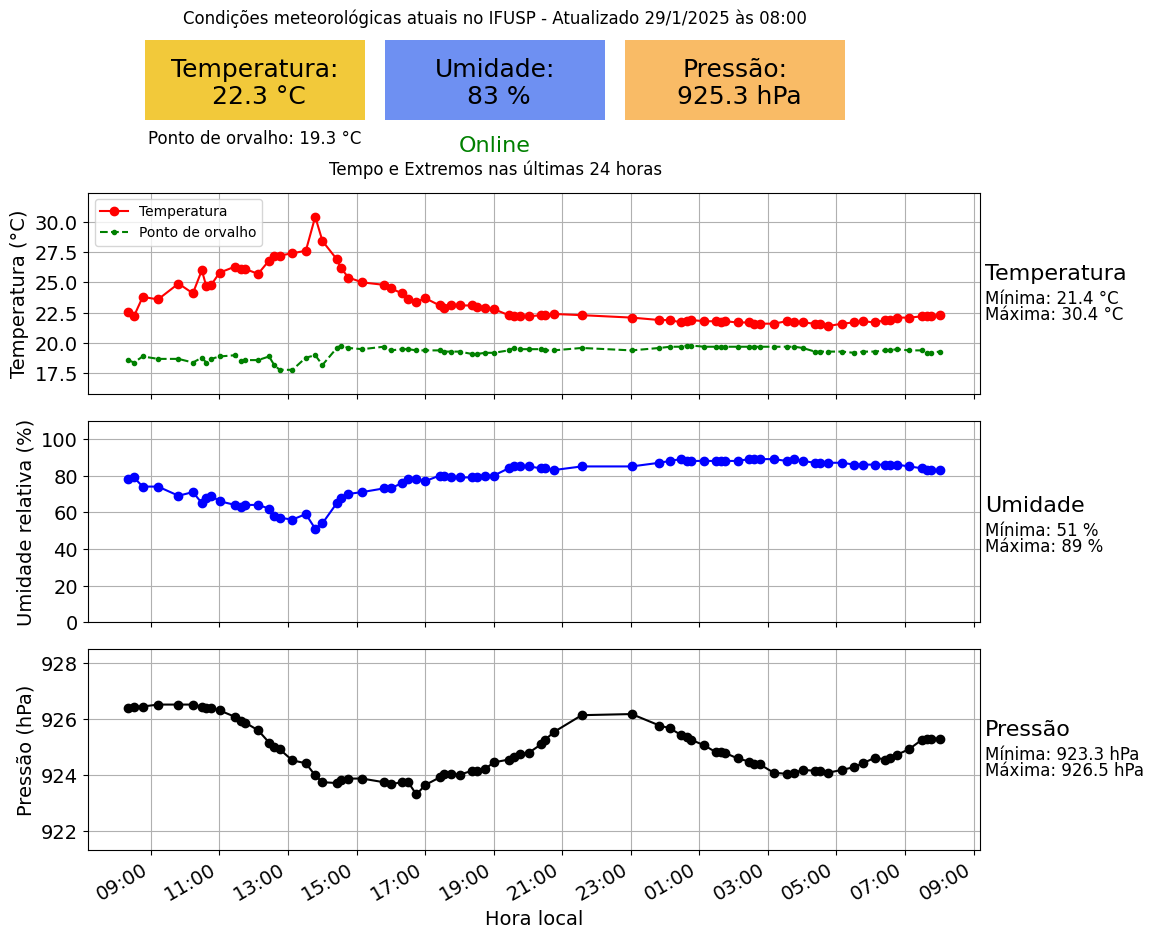 Condições meteorológicas atuais no IFUSP - Atualizado 29/1/2025 às 08:00
Temperatura:
22.3 °C
Umidade:
83 %
Pressão:
925.3 hPa
Ponto de orvalho: 19.3 °C
Online
Tempo e Extremos nas últimas 24 horas
Temperatura (°C)
30.0
27.5
25.0
22.5
20.0
17.5
Temperatura
Ponto de orvalho
Temperatura
Mínima: 21.4 °C
Máxima: 30.4 °C
Umidade relativa (%)
100
80
60
40
20
0
Umidade
Mínima: 51 %
Máxima: 89 %
Pressão (hPa)
928
926
924
922
Pressão
Mínima: 923.3 hPa
Máxima: 926.5 hPa
09:00
11:00
13:00
15:00
17:00
19:00
21:00
23:00
01:00
03:00
05:00
07:00
09:00
Hora local